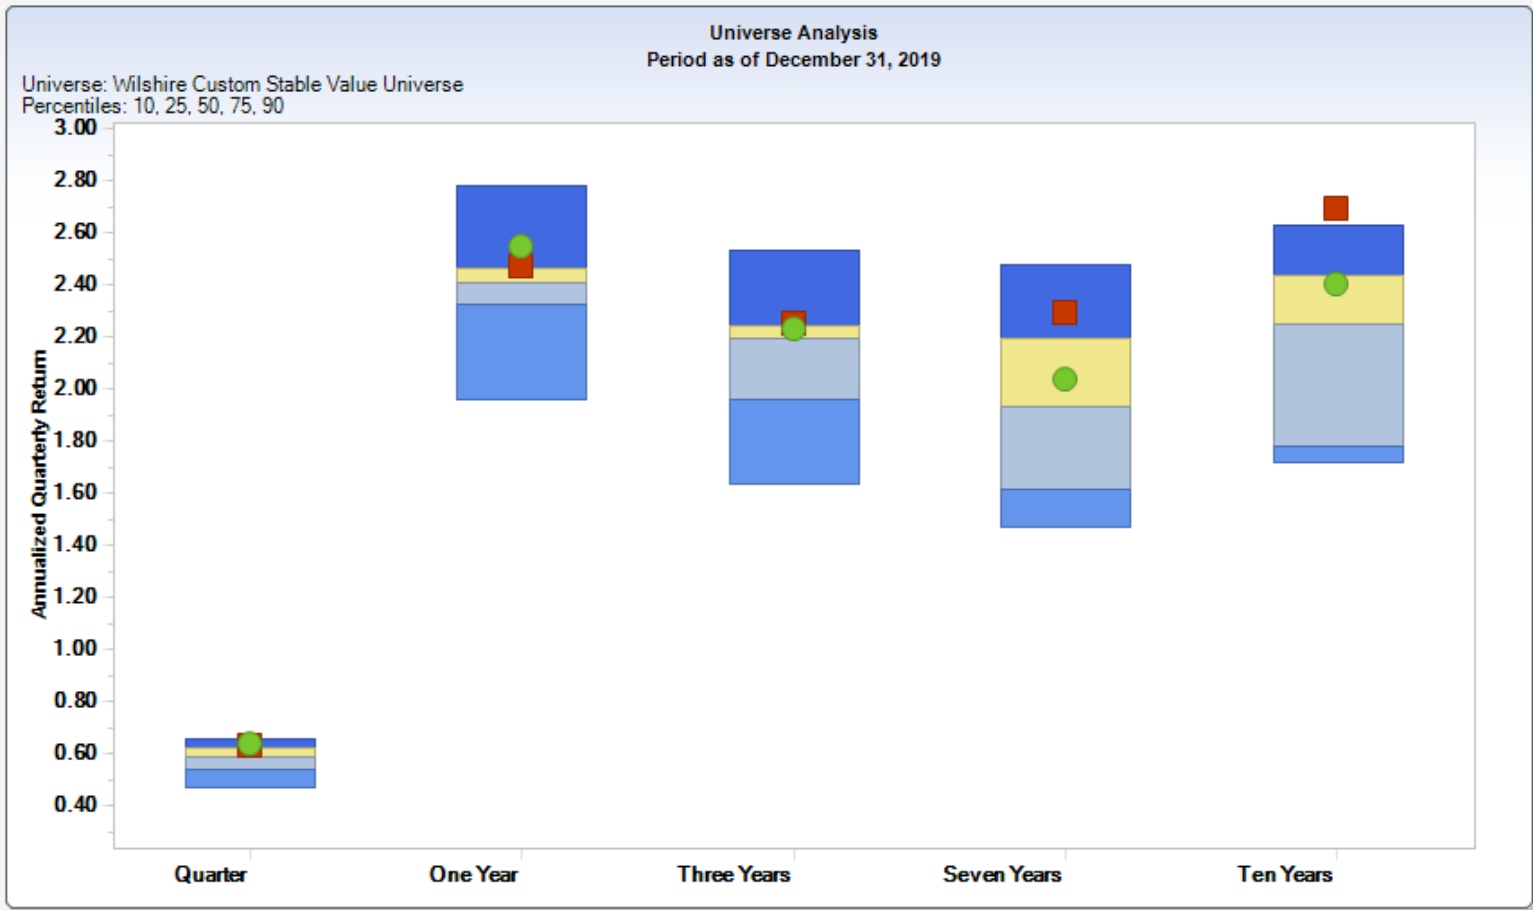 Universe Analysis
Period as of December 31, 2019
Universe: Wilshire Custom Stable Value Universe
Percentiles: 10, 25, 50, 75, 90
Annualized Quarterly Return
3.00
2.80
2.60
2.40
2.20
2.00
1.80
1.60
1.40
1.20
1.00
0.80
0.60
0.40
Quarter
One Year
Three Years
Seven Years
Ten Years